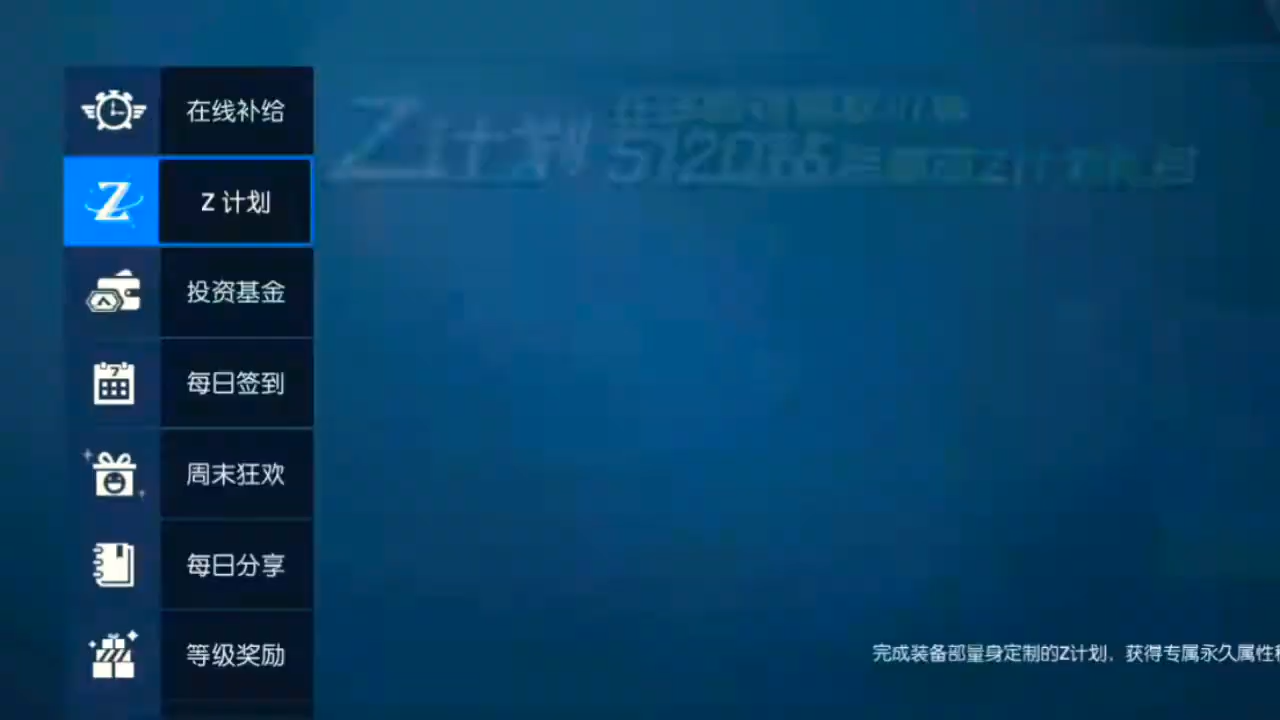 在线补给
Z 计划
投资基金
每日签到
周末狂欢
每日分享
等级奖励
Z计划
完成装备部量身定制的Z计划，获得专属永久属性